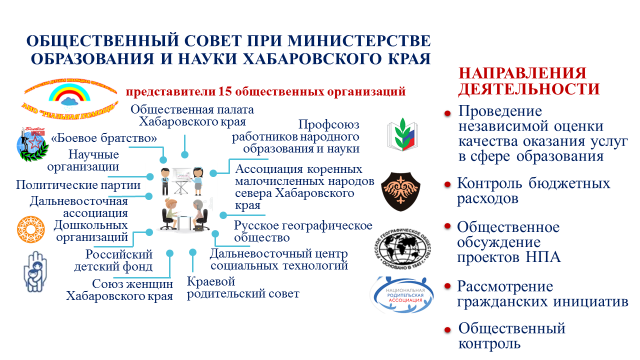 ОБЩЕСТВЕННЫЙ СОВЕТ ПРИ МИНИСТЕРСТВЕ
ОБРАЗОВАНИЯ И НАУКИ ХАБАРОВСКОГО КРАЯ
представители 15 общественных организаций
Общественная палата
Хабаровского края
«Боевое братство»
Научные
организации
Политические партии
Дальневосточная
ассоциация
Дошкольных
организаций
Российский
детский фонд
Союз женщин
Хабаровского края
Профсоюз
работников народного
образования и науки
Ассоциация коренных
малочисленных народов
севера Хабаровского
края
Русское географическое
общество
Дальневосточный центр
социальных технологий
Краевой
родительский совет
НАЦИОНАЛЬНАЯ
РОДИТЕЛЬСКАЯ
АССОЦИАЦИЯ
НАПРАВЛЕНИЯ
ДЕЯТЕЛЬНОСТИ
Проведение
независимой оценки
качества оказания услуг
в сфере образования
Контроль бюджетных
расходов
Общественное
обсуждение
проектов НПА
Рассмотрение
гражданских инициатив
Общественный
контроль